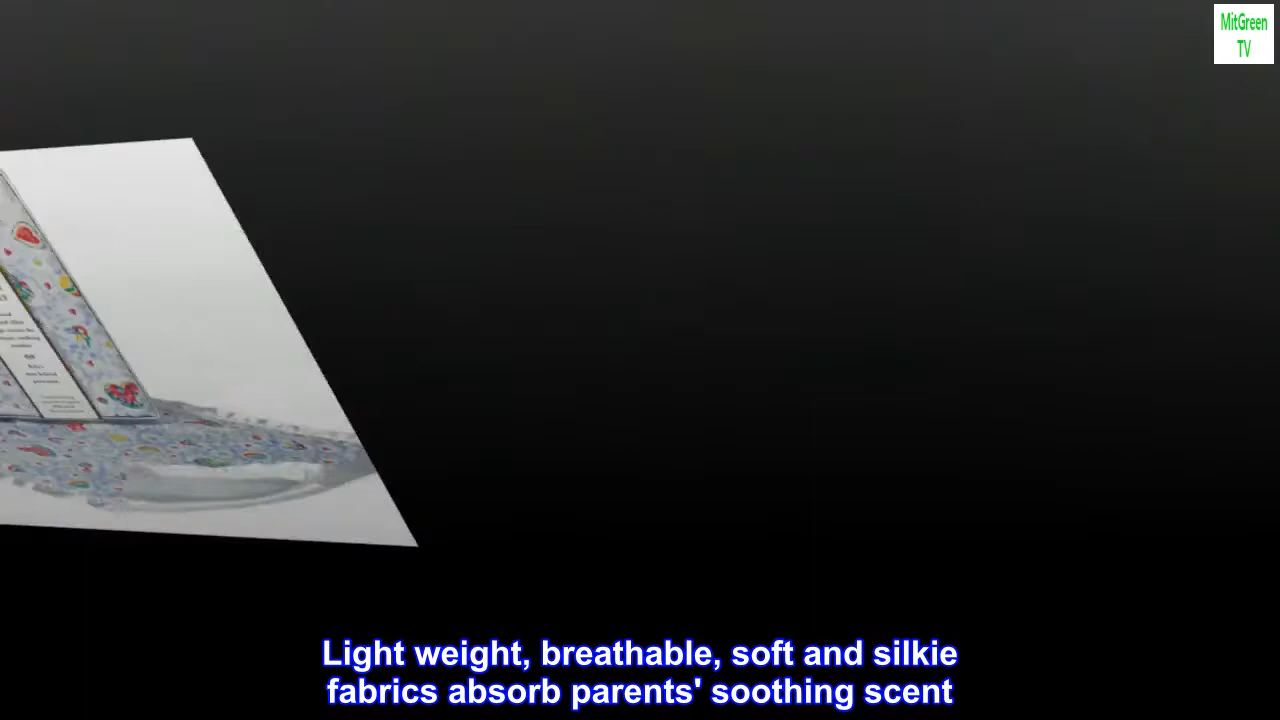 MitGreen
TV
Light weight, breathable, soft and silkie
fabrics absorb parents' soothing scent